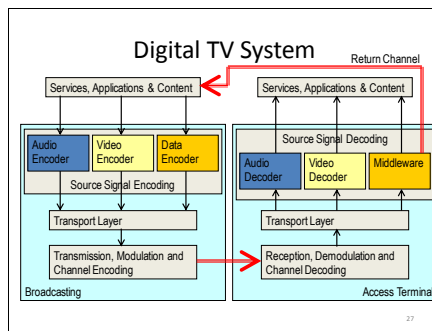 Digital TV System
Return Channel
Services, Applications & Content
Services, Applications & Content
Audio
Encoder
Video
Encoder
Data
Encoder
Source Signal Encoding
Source Signal Decoding
Audio
Decoder
Video
Decoder
Middleware
Transport Layer
Transport Layer
Transmission, Modulation and
Channel Encoding
Reception, Demodulation and
Channel Decoding
Broadcasting
Access Terminal
27